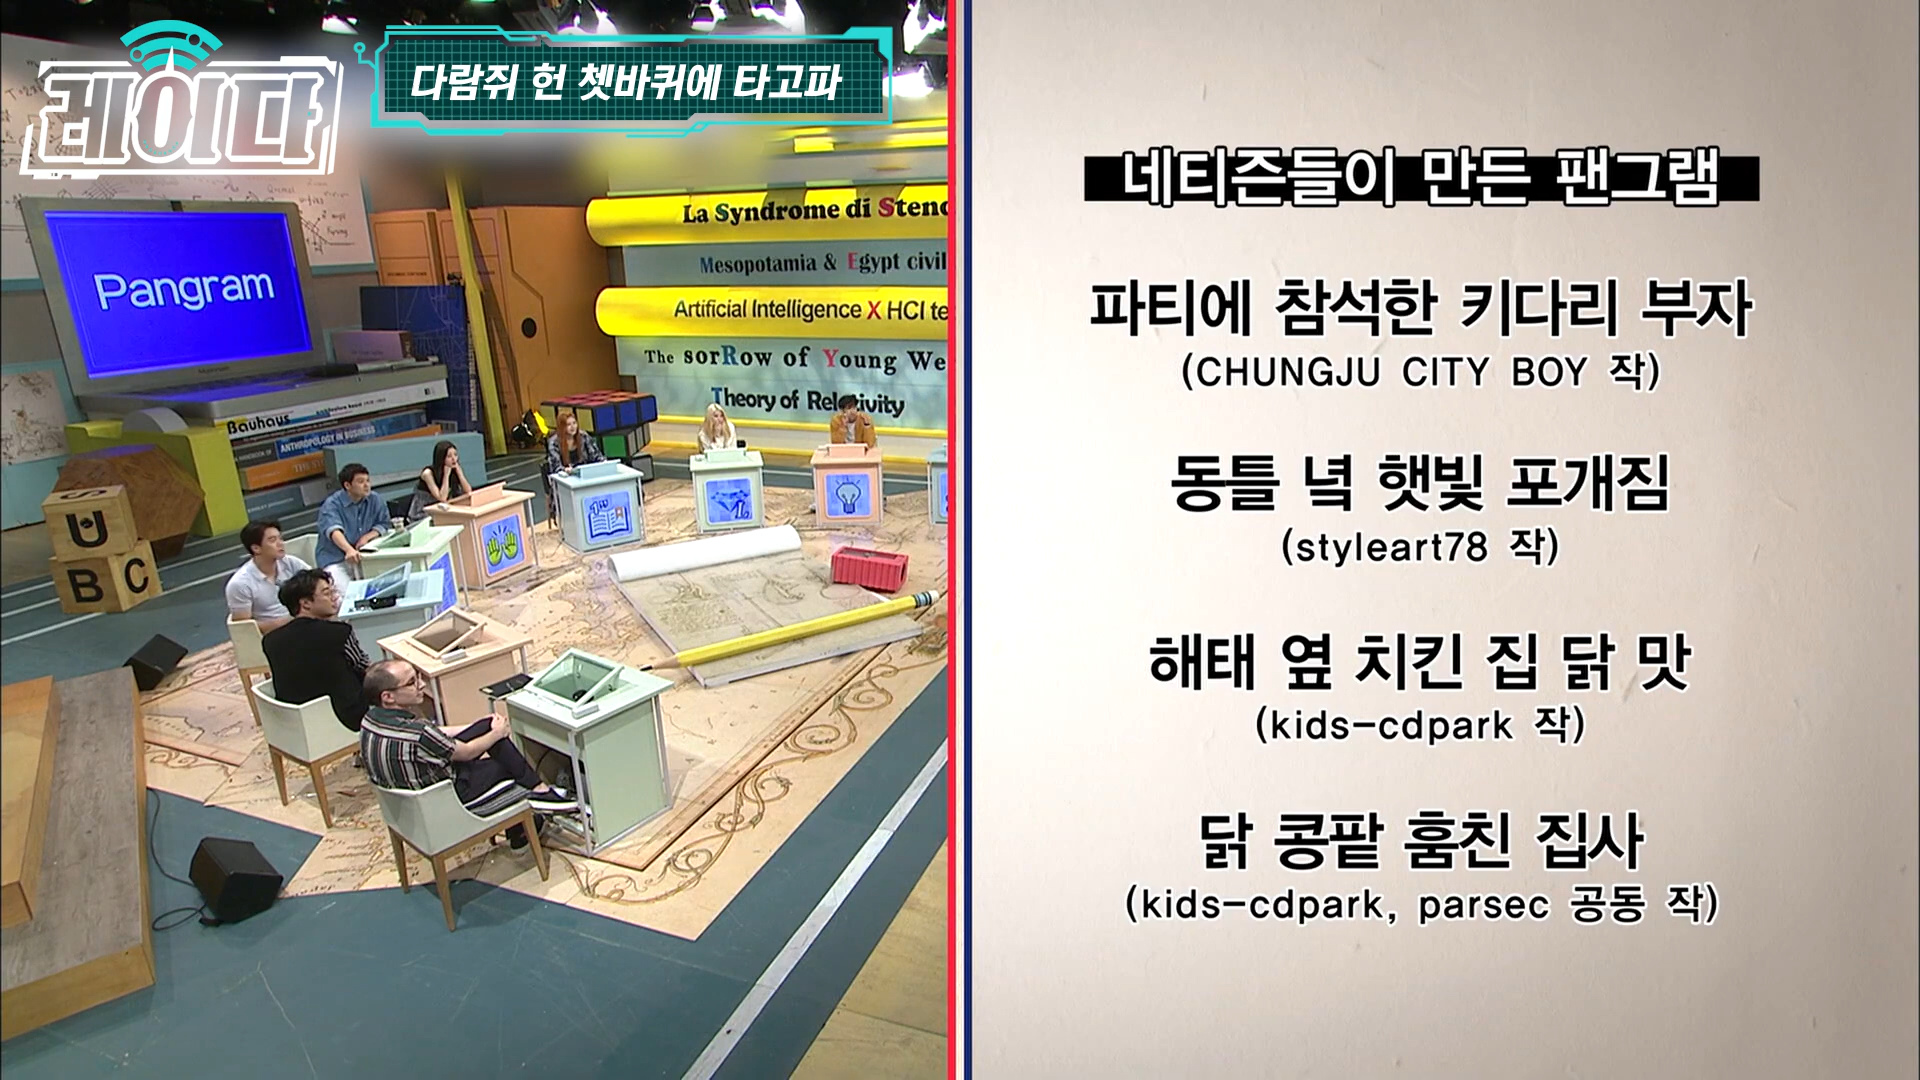 레이다
다람쥐 헌 쳇바퀴에 타고파
Pangram
La Syndrome di Stend
Mesopotamia & Egypt civil
Artificial Intelligence X HCI te
The sorRow of Young We
Theory of Relativity
Bauhaus
ANTHROPOLOGY IN BUSINESS
S
U
B C
네티즌들이 만든 팬그램
파티에 참석한 키다리 부자
(CHUNGJU CITY BOY 작)
동틀 녘 햇빛 포개짐
(styleart78 작)
해태 옆 치킨 집 닭 맛
(kids-cdpark 작)
닭 콩팥 훔친 집사
(kids-cdpark, parsec 공동 작)